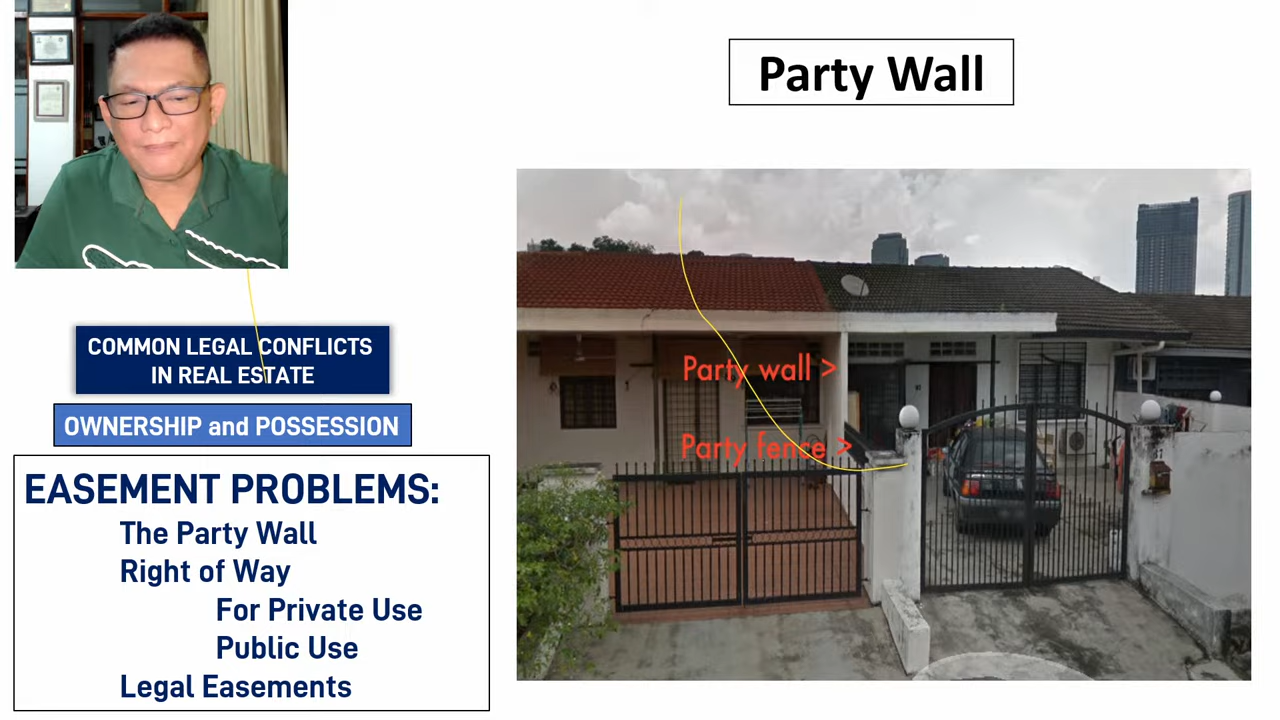 Party Wall
Party wall >
Party fence >
COMMON LEGAL CONFLICTS
IN REAL ESTATE
OWNERSHIP and POSSESSION
EASEMENT PROBLEMS:
The Party Wall
Right of Way
For Private Use
Public Use
Legal Easements